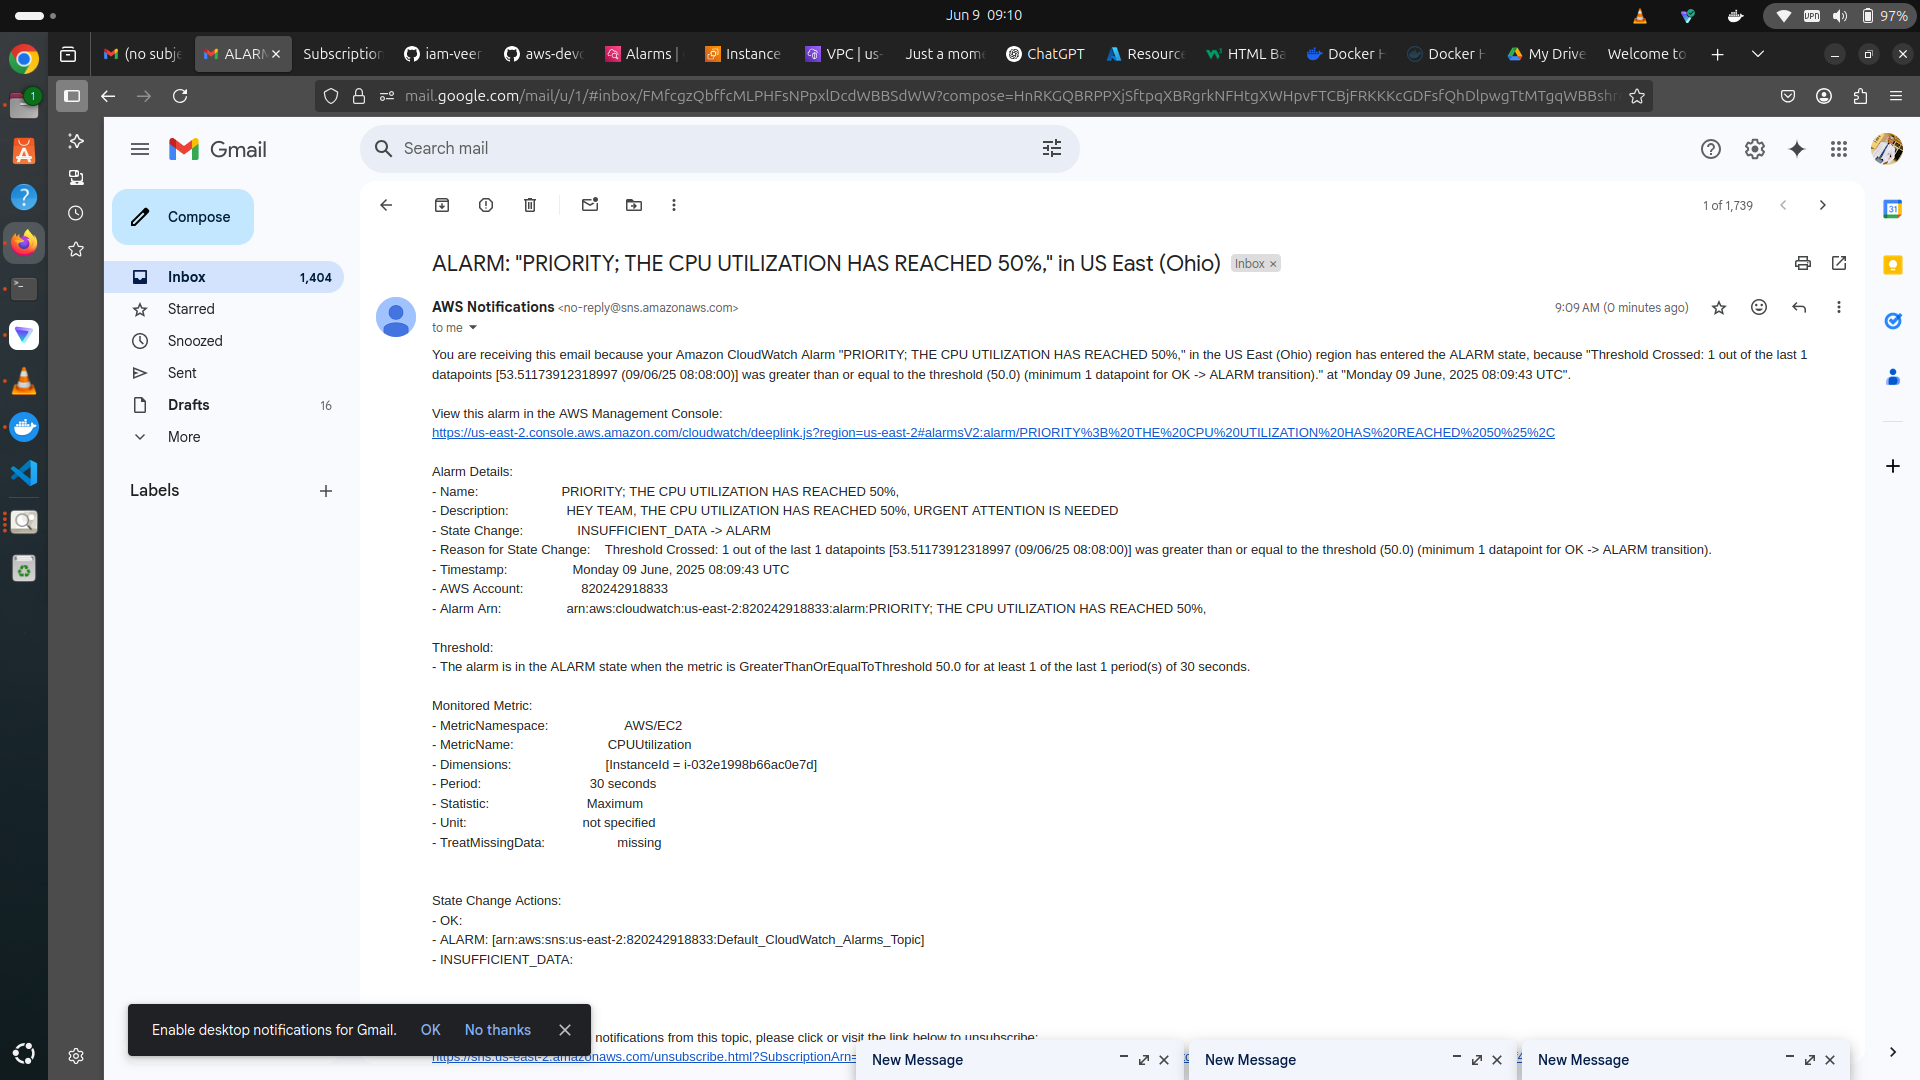 Jun 9 09:10
97%
(no subje
ALARM
Subscription
iam-veer
aws-devo
Alarms |
Instance
VPC | us-
Just a mome
ChatGPT
Resource
HTML Ba
Docker H
Docker H
My Drive
Welcome to
mail.google.com/mail/u/1/#inbox/FMfcgzQbffcMLPHFsNPpxlDcdWBBSdWW?compose=HnRKGQBRPPXjSftpqXBRgrkNFHtgXWHpvFTCBjFRKKKcGDFsfQhDlpwgTtMTgqWBBshr
Gmail
Search mail
Compose
1 of 1,739
Inbox 1,404
Starred
Snoozed
Sent
Drafts 16
More
Labels
ALARM: "PRIORITY; THE CPU UTILIZATION HAS REACHED 50%," in US East (Ohio)
Inbox ×
AWS Notifications <no-reply@sns.amazonaws.com>
9:09 AM (0 minutes ago)
to me
You are receiving this email because your Amazon CloudWatch Alarm "PRIORITY; THE CPU UTILIZATION HAS REACHED 50%," in the US East (Ohio) region has entered the ALARM state, because "Threshold Crossed: 1 out of the last 1
datapoints [53.51173912318997 (09/06/25 08:08:00)] was greater than or equal to the threshold (50.0) (minimum 1 datapoint for OK -> ALARM transition)." at "Monday 09 June, 2025 08:09:43 UTC".
View this alarm in the AWS Management Console:
https://us-east-2.console.aws.amazon.com/cloudwatch/deeplink.js?region=us-east-2#alarmsV2:alarm/PRIORITY%3B%20THE%20CPU%20UTILIZATION%20HAS%20REACHED%2050%25%2C
Alarm Details:
- Name: PRIORITY; THE CPU UTILIZATION HAS REACHED 50%,
- Description: HEY TEAM, THE CPU UTILIZATION HAS REACHED 50%, URGENT ATTENTION IS NEEDED
- State Change: INSUFFICIENT_DATA -> ALARM
- Reason for State Change: Threshold Crossed: 1 out of the last 1 datapoints [53.51173912318997 (09/06/25 08:08:00)] was greater than or equal to the threshold (50.0) (minimum 1 datapoint for OK -> ALARM transition).
- Timestamp: Monday 09 June, 2025 08:09:43 UTC
- AWS Account: 820242918833
- Alarm Arn: arn:aws:cloudwatch:us-east-2:820242918833:alarm:PRIORITY; THE CPU UTILIZATION HAS REACHED 50%,
Threshold:
- The alarm is in the ALARM state when the metric is GreaterThanOrEqualToThreshold 50.0 for at least 1 of the last 1 period(s) of 30 seconds.
Monitored Metric:
- MetricNamespace: AWS/EC2
- MetricName: CPUUtilization
- Dimensions: [InstanceId = i-032e1998b66ac0e7d]
- Period: 30 seconds
- Statistic: Maximum
- Unit: not specified
- TreatMissingData: missing
State Change Actions:
- OK:
- ALARM: [arn:aws:sns:us-east-2:820242918833:Default_CloudWatch_Alarms_Topic]
- INSUFFICIENT_DATA:
Enable desktop notifications for Gmail. OK No thanks
notifications from this topic, please click or visit the link below to unsubscribe:
https://sns.us-east-2.amazonaws.com/unsubscribe.html?SubscriptionArn=
New Message
New Message
New Message